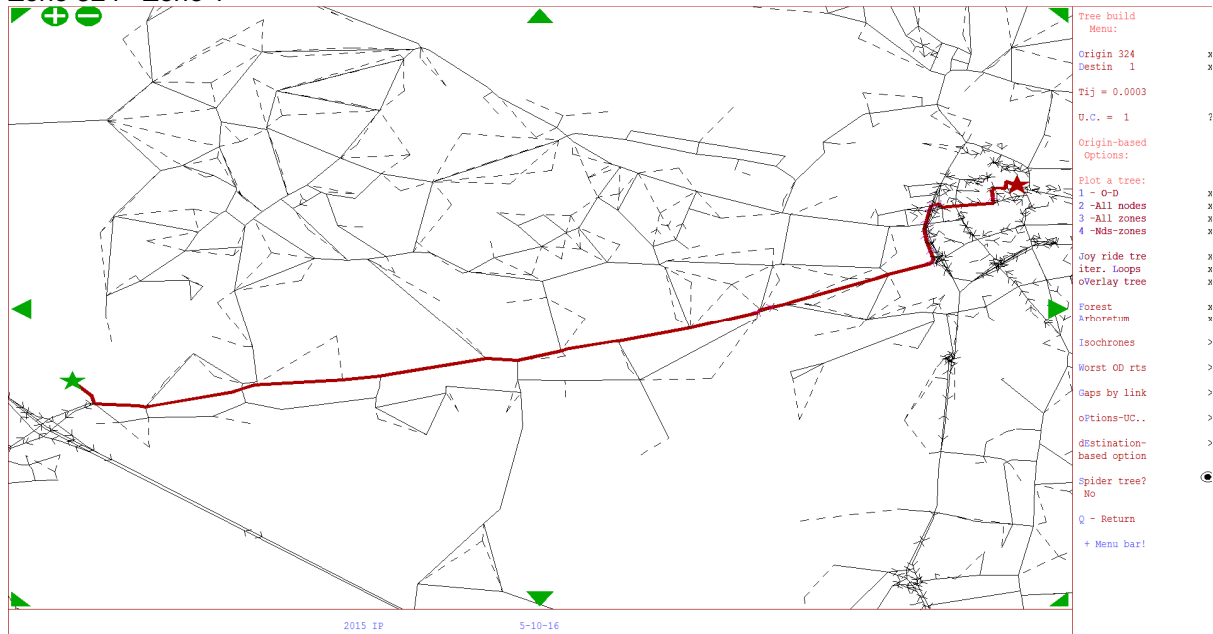 Tree build
Menu:
Origin 324 x
Destin 1 x
Tij = 0.0003
U.C. = 1 ?
Origin-based
Options:
Plot a tree:
1 - O-D x
2 -All nodes x
3 -All zones x
4 -Nds-zones x
Joy ride tre x
iter. Loops x
oVerlay tree x
Forest x
Arboretum x
Isochrones >
Worst OD rts >
Gaps by link >
oPtions-UC.. >
dEstination- >
based option
Spider tree?
No
Q - Return
+ Menu bar!
2015 IP 5-10-16